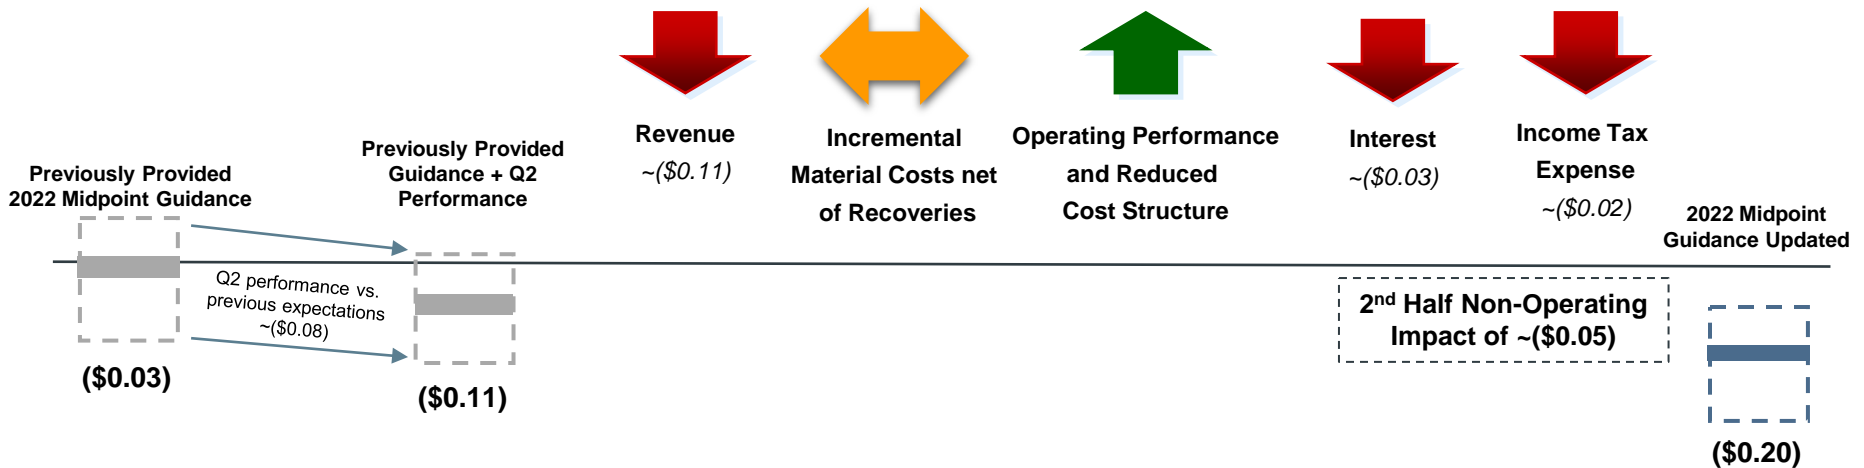 Previously Provided
2022 Midpoint Guidance
($0.03)
Q2 performance vs.
previous expectations
~($0.08)
Previously Provided
Guidance + Q2
Performance
($0.11)
Revenue
~($0.11)
Incremental
Material Costs net
of Recoveries
Operating Performance
and Reduced
Cost Structure
Interest
~($0.03)
Income Tax
Expense
~($0.02)
2nd Half Non-Operating
Impact of ~($0.05)
2022 Midpoint
Guidance Updated
($0.20)